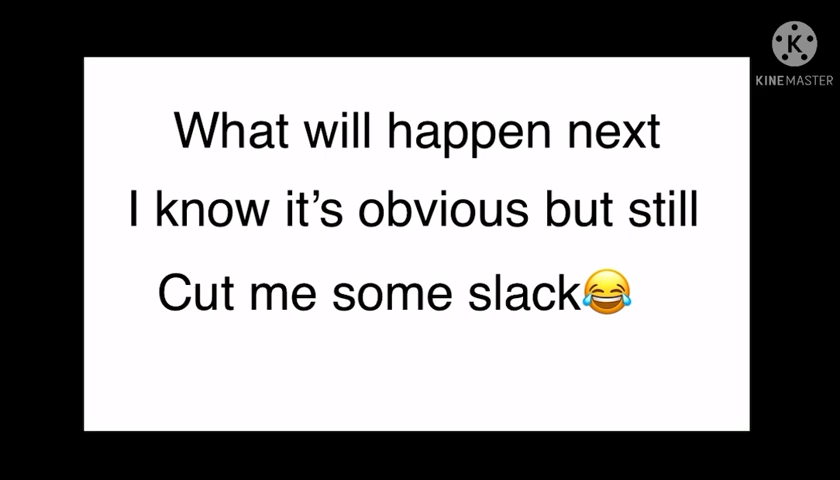 KINEMASTER
What will happen next
I know it’s obvious but still
Cut me some slack😂